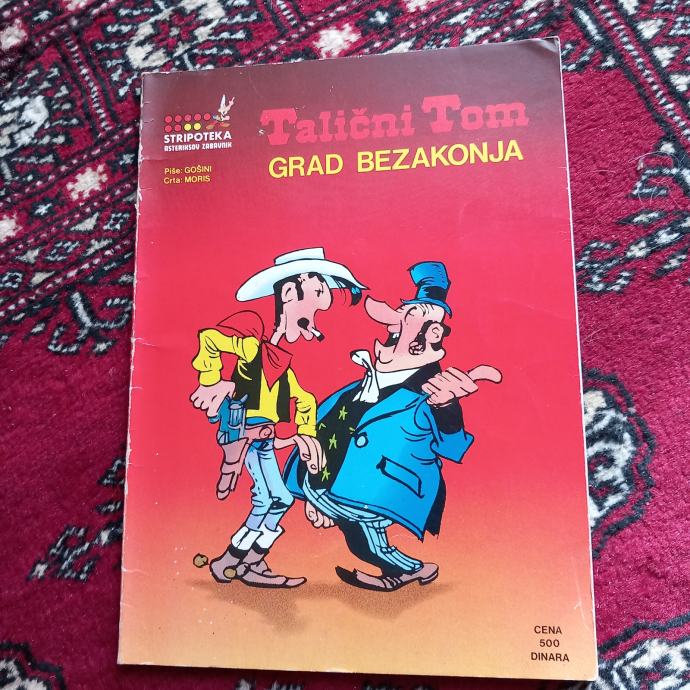 STRIPOTEKA
ASTERIKSOV ZABAVNIK
Piše: GOŠINI
Crta: MORIS
Talični Tom
GRAD BEZAKONJA
CENA
500
DINARA